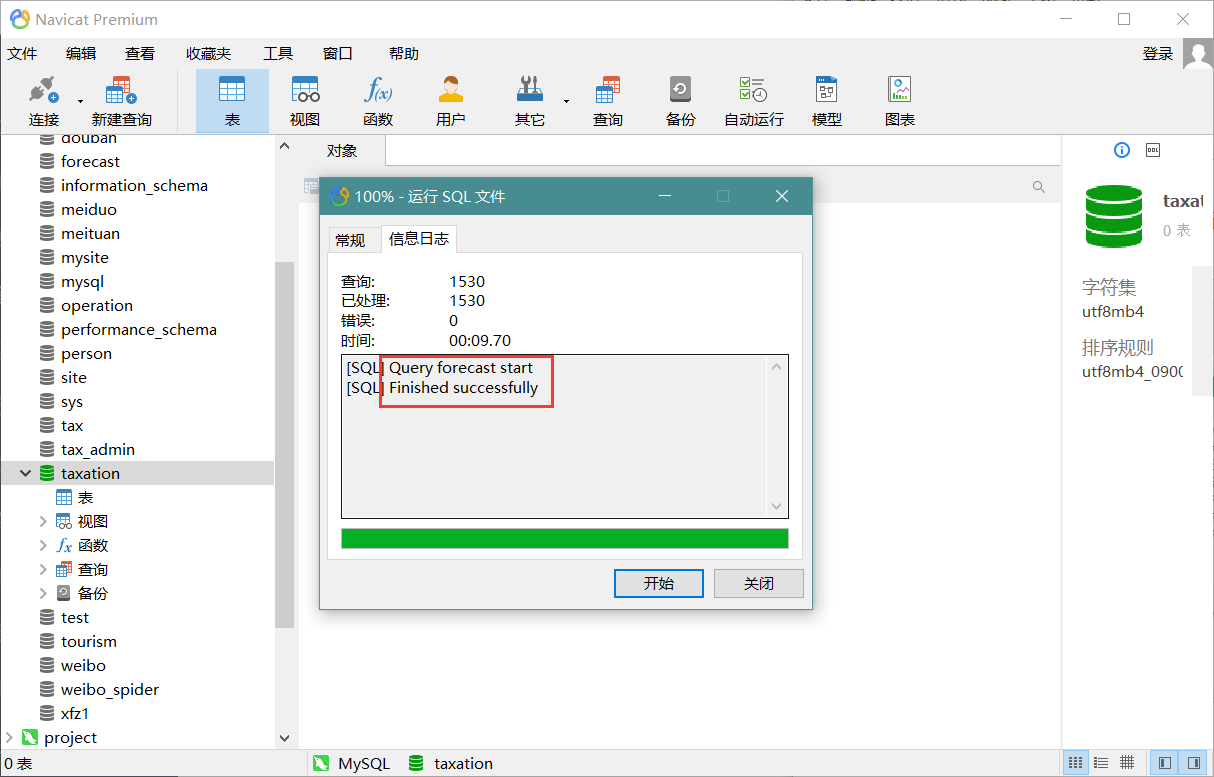 Navicat Premium
文件 编辑 查看 收藏夹 工具 窗口 帮助 登录
连接 新建查询 表 视图 函数 用户 其它 查询 备份 自动运行 模型 图表
douban
forecast
information_schema
meiduo
meituan
mysite
mysql
operation
performance_schema
person
site
sys
tax
tax_admin
taxation
表
视图
函数
查询
备份
test
tourism
weibo
weibo_spider
xfz1
project
对象
100% - 运行 SQL 文件
常规 信息日志
查询: 1530
已处理: 1530
错误: 0
时间: 00:09.70
[SQL] Query forecast start
[SQL] Finished successfully
开始 关闭
DDL
taxat
0 表
字符集
utf8mb4
排序规则
utf8mb4_090
0 表 MySQL taxation